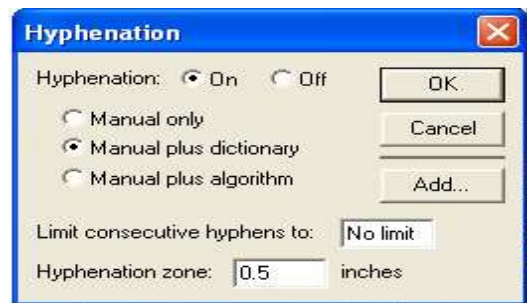 Hyphenation
Hyphenation: On Off
OK
Manual only
Cancel
Manual plus dictionary
Manual plus algorithm
Add...
Limit consecutive hyphens to: No limit
Hyphenation zone: 0.5 inches